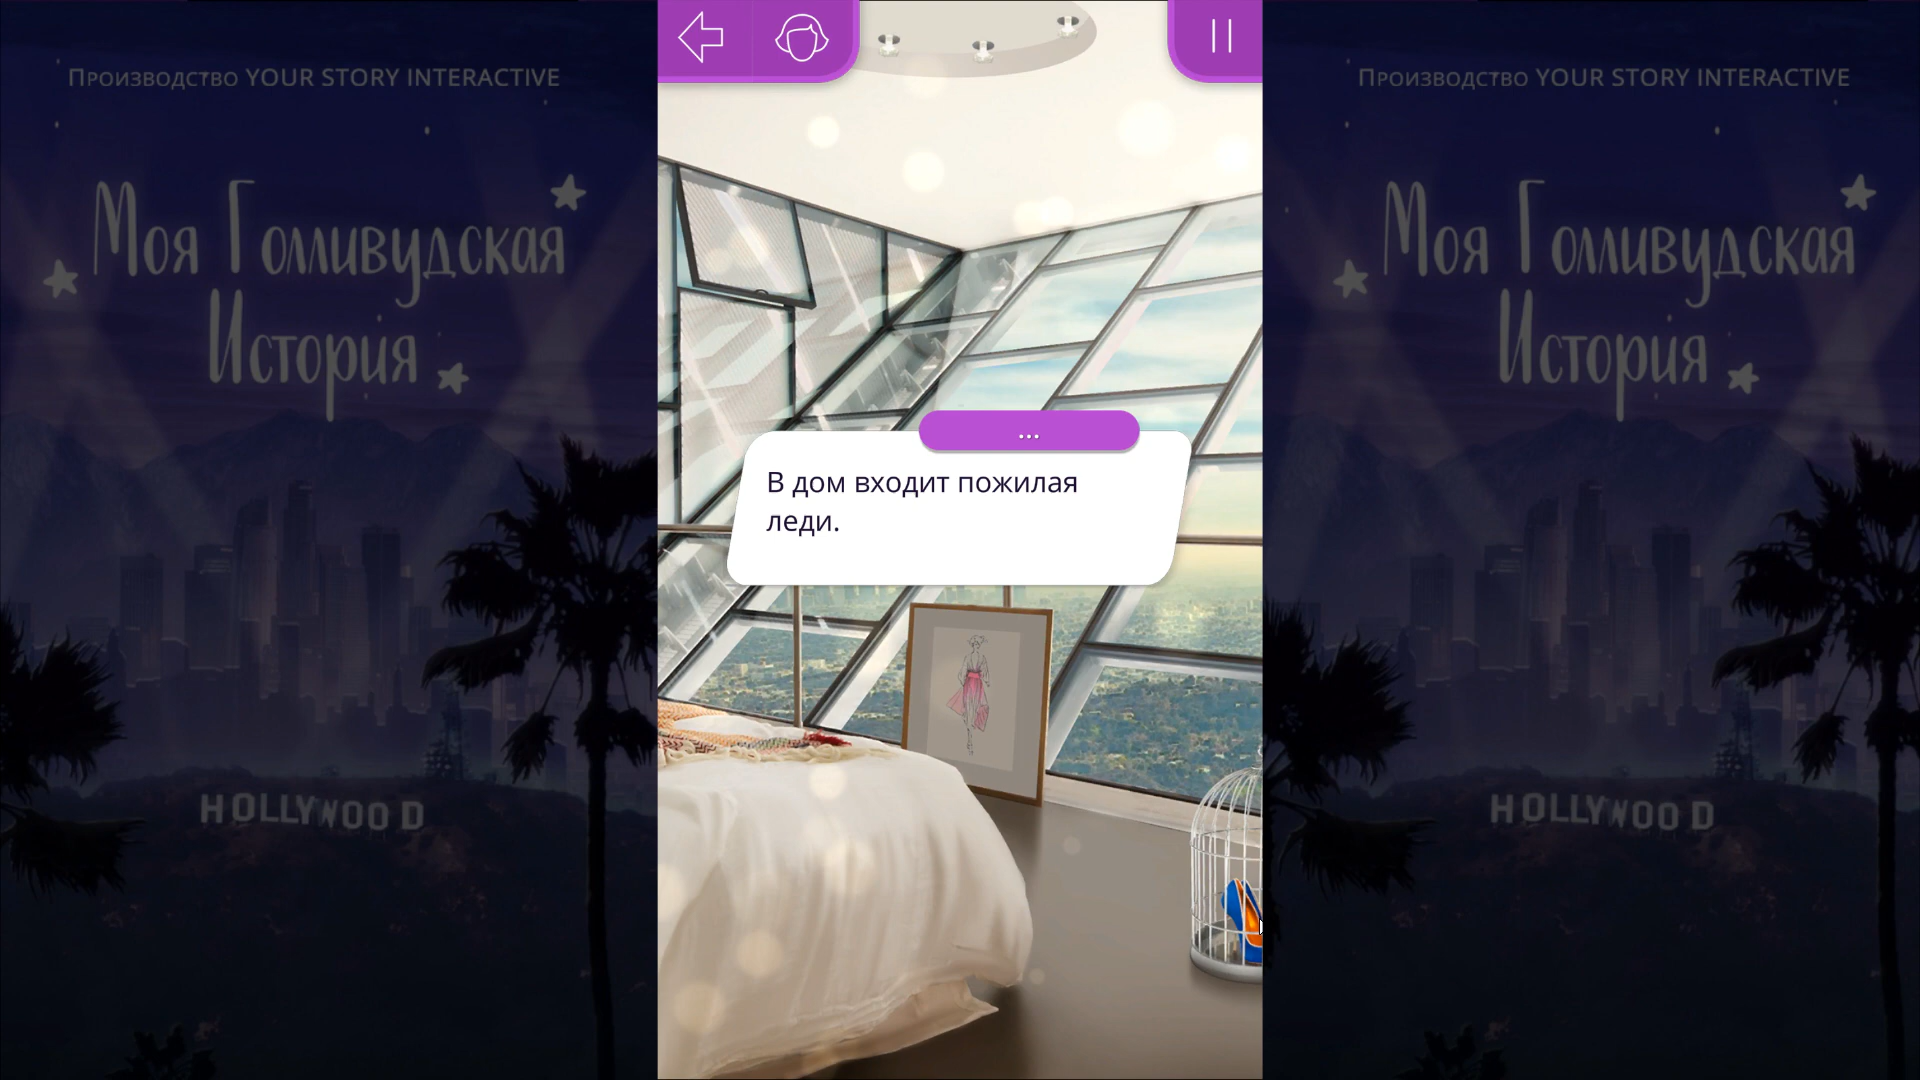 Производство YOUR STORY INTERACTIVE
Моя Голливудская
История
HOLLYWOOD
...
В дом входит пожилая
леди.
Производство YOUR STORY INTERACTIVE
Моя Голливудская
История
HOLLYWOOD